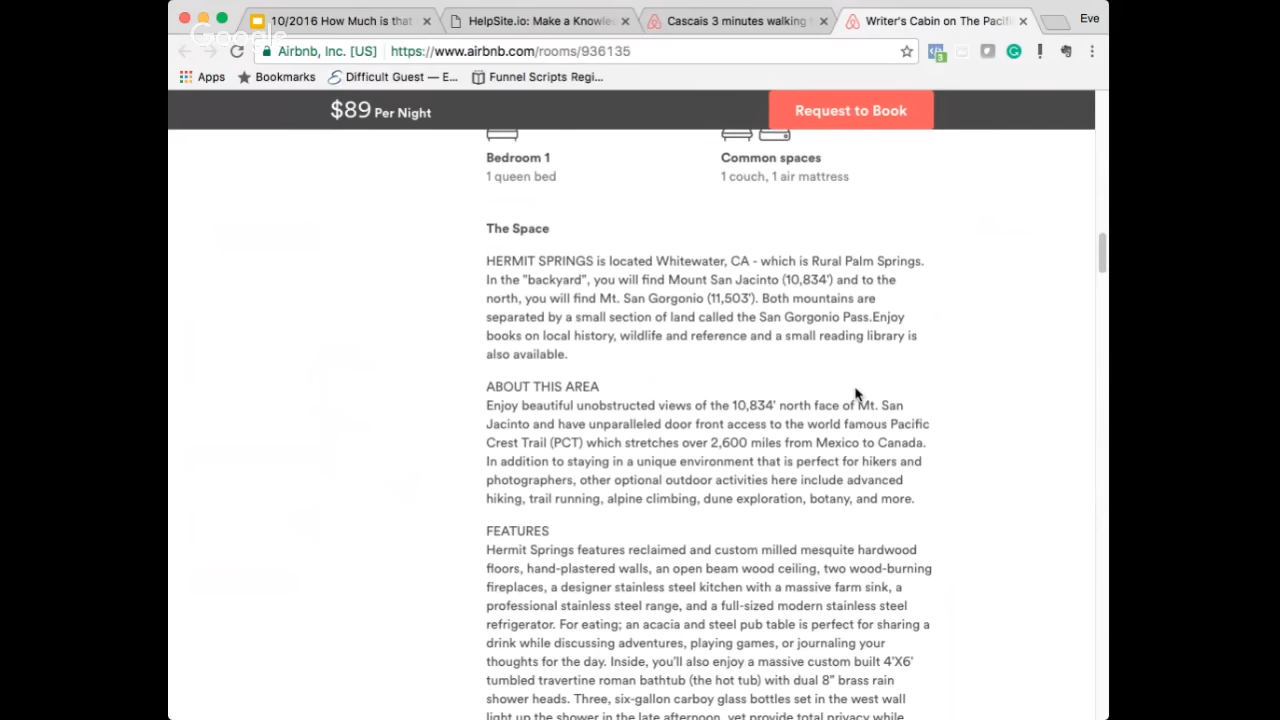 10/2016 How Much is that
HelpSite.io: Make a Knowle
Cascais 3 minutes walking
Writer's Cabin on The Pacifi
Eve
Google
Airbnb, Inc. [US]
https://www.airbnb.com/rooms/936135
3
Apps
Bookmarks
Difficult Guest — E...
Funnel Scripts Regi...
$89 Per Night
Request to Book
Bedroom 1
1 queen bed
Common spaces
1 couch, 1 air mattress
The Space
HERMIT SPRINGS is located Whitewater, CA - which is Rural Palm Springs.
In the "backyard", you will find Mount San Jacinto (10,834') and to the
north, you will find Mt. San Gorgonio (11,503'). Both mountains are
separated by a small section of land called the San Gorgonio Pass.Enjoy
books on local history, wildlife and reference and a small reading library is
also available.
ABOUT THIS AREA
Enjoy beautiful unobstructed views of the 10,834' north face of Mt. San
Jacinto and have unparalleled door front access to the world famous Pacific
Crest Trail (PCT) which stretches over 2,600 miles from Mexico to Canada.
In addition to staying in a unique environment that is perfect for hikers and
photographers, other optional outdoor activities here include advanced
hiking, trail running, alpine climbing, dune exploration, botany, and more.
FEATURES
Hermit Springs features reclaimed and custom milled mesquite hardwood
floors, hand-plastered walls, an open beam wood ceiling, two wood-burning
fireplaces, a designer stainless steel kitchen with a massive farm sink, a
professional stainless steel range, and a full-sized modern stainless steel
refrigerator. For eating; an acacia and steel pub table is perfect for sharing a
drink while discussing adventures, playing games, or journaling your
thoughts for the day. Inside, you'll also enjoy a massive custom built 4'X6'
tumbled travertine roman bathtub (the hot tub) with dual 8" brass rain
shower heads. Three, six-gallon carboy glass bottles set in the west wall
light up the shower in the late afternoon, yet provide total privacy while